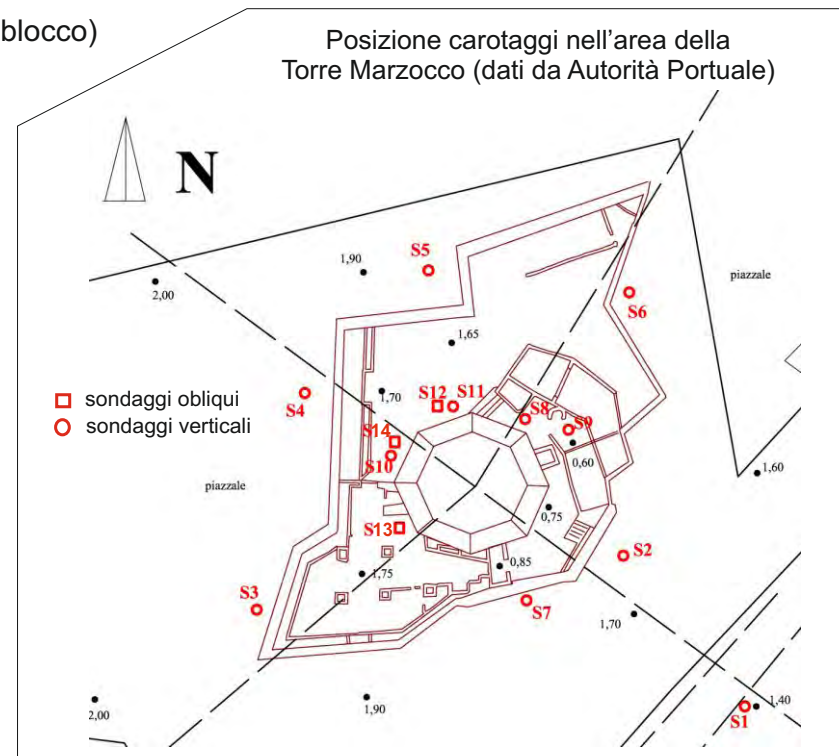 blocco)
Posizione carotaggi nell'area della
Torre Marzocco (dati da Autorità Portuale)
N
S5
1,90
2,00
piazzale
S6
1,65
sondaggi obliqui
sondaggi verticali
S4
1,70
S12
S11
S8
S9
S14
0,60
S10
1,60
piazzale
0,75
S13
S2
0,85
1,75
S3
S7
1,70
1,90
2,00
1,40
S1